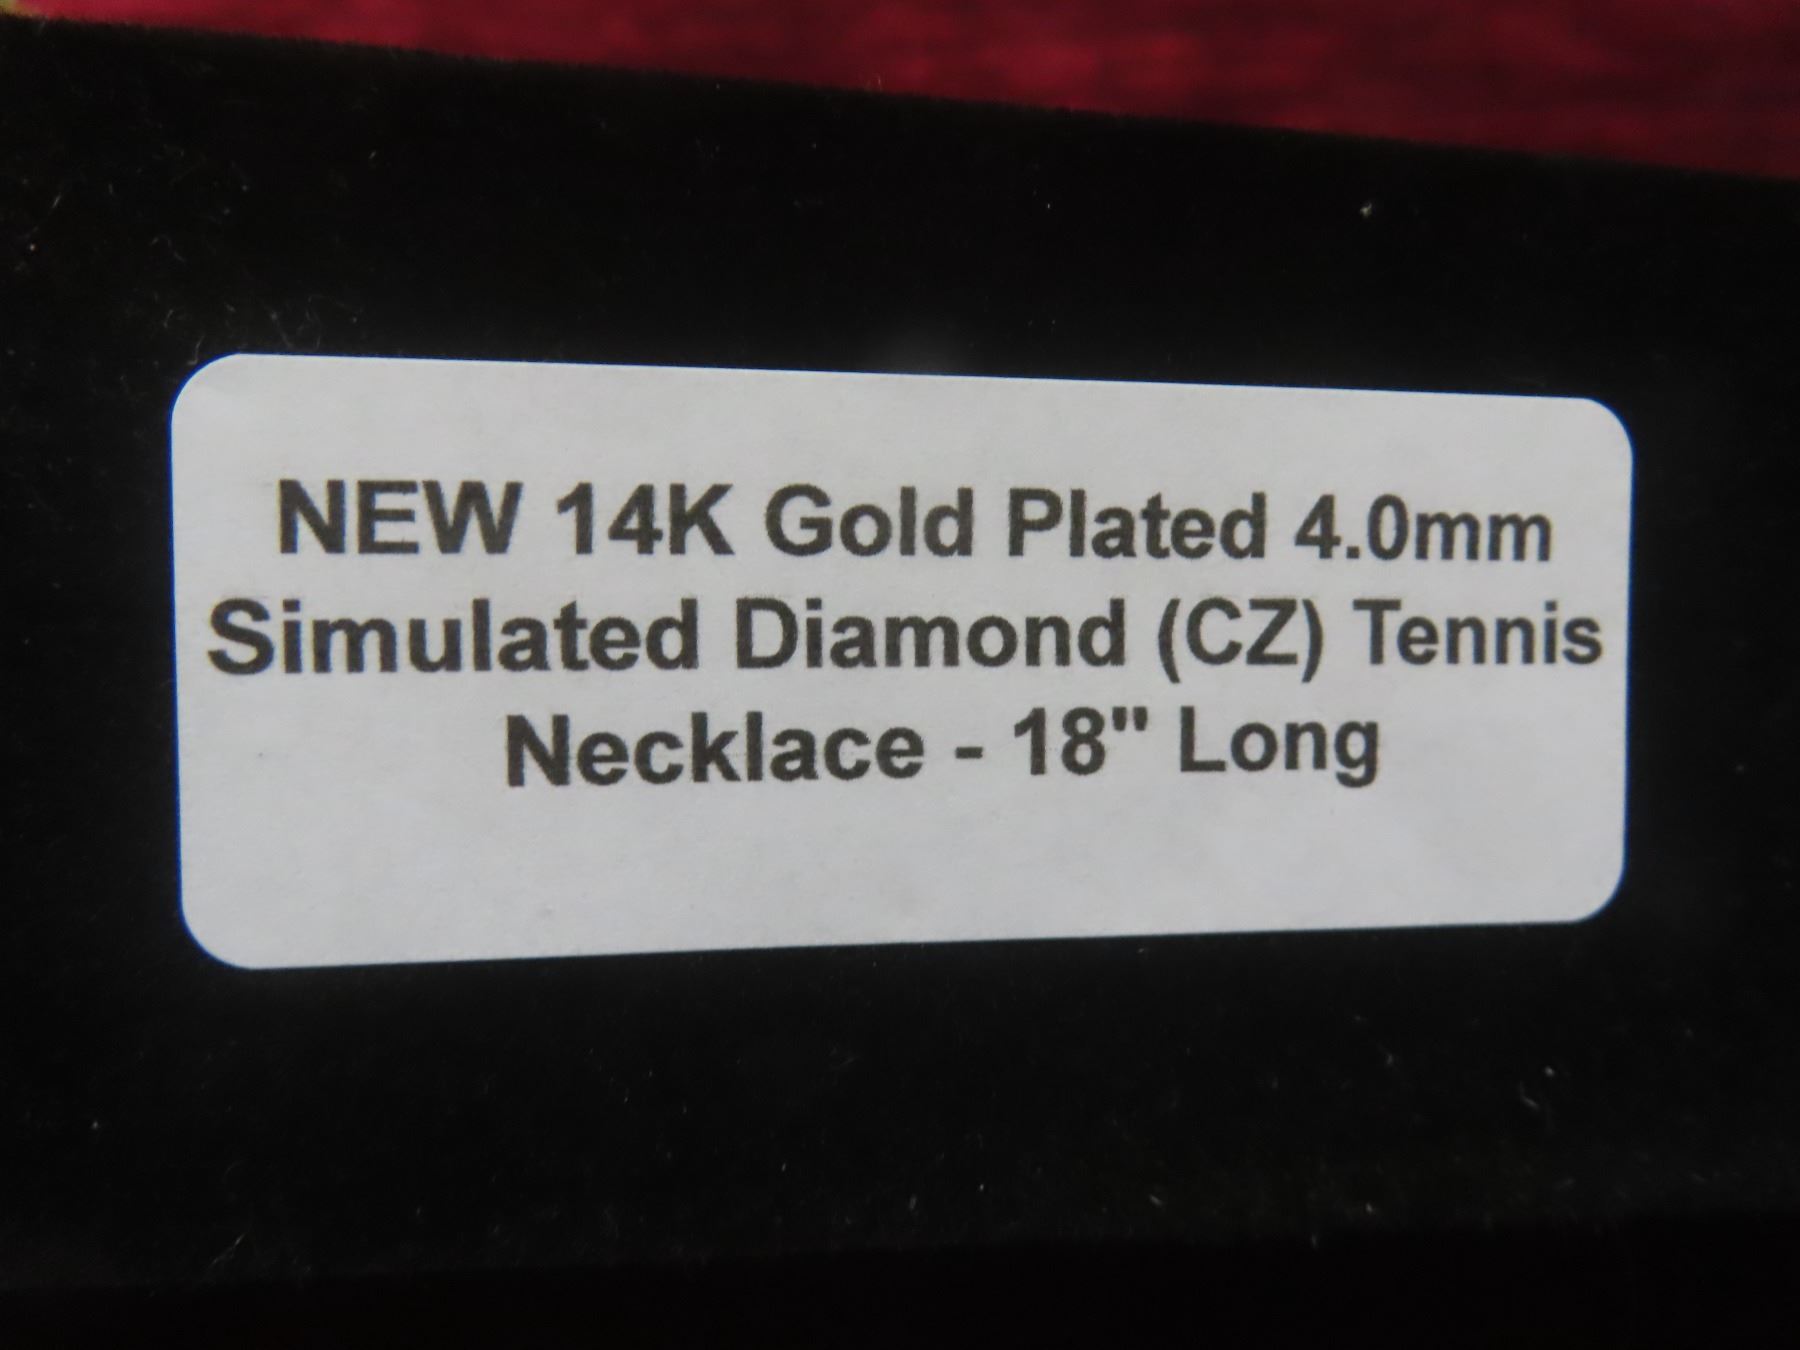 NEW 14K Gold Plated 4.0mm
Simulated Diamond (CZ) Tennis
Necklace - 18" Long